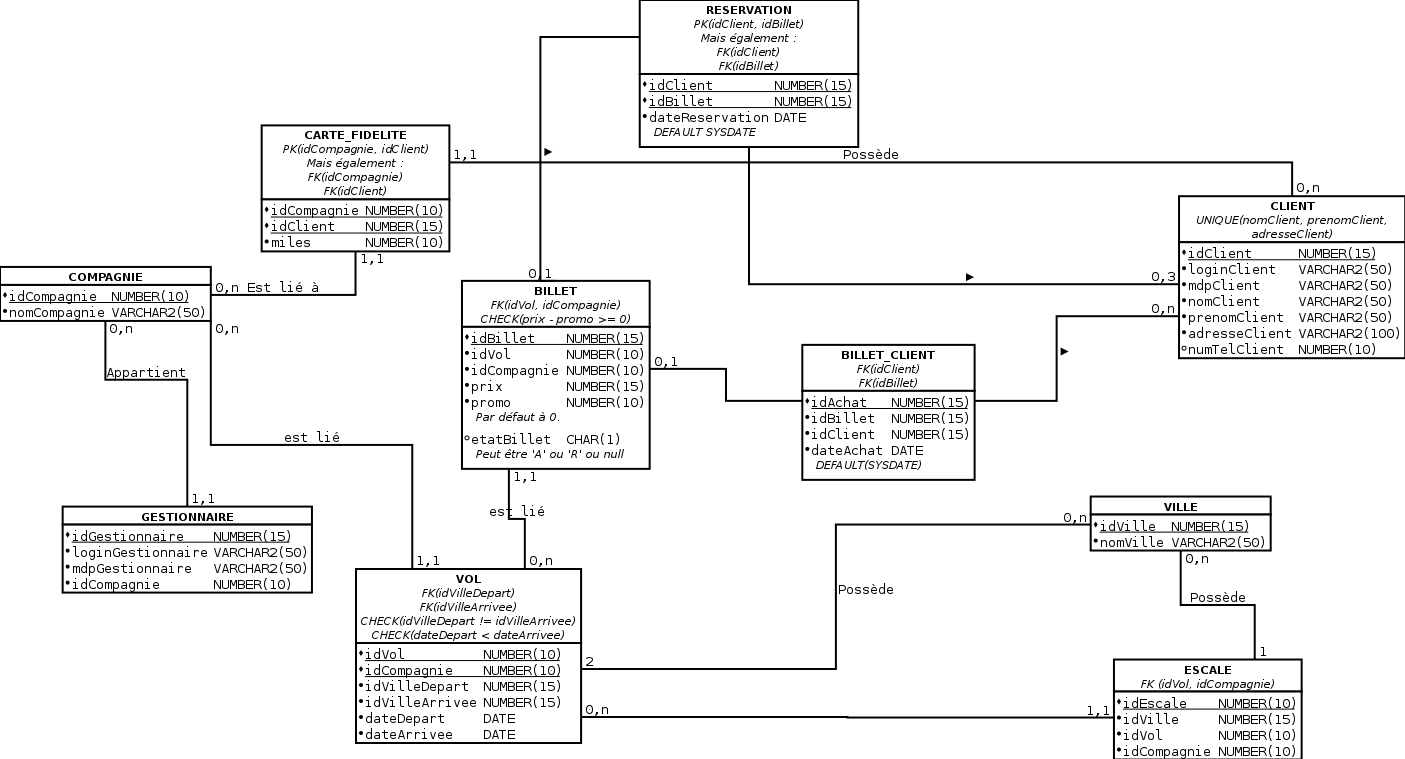 RESERVATION
PK(idClient, idBillet)
Mais également :
FK(idClient)
FK(idBillet)
idClient NUMBER(15)
idBillet NUMBER(15)
dateReservation DATE
DEFAULT SYSDATE
CARTE_FIDELITE
PK(idCompagnie, idClient)
Mais également :
FK(idCompagnie)
FK(idClient)
idCompagnie NUMBER(10)
idClient NUMBER(15)
miles NUMBER(10)
1,1
Possède
0,n
1,1
CLIENT
UNIQUE(nomClient, prenomClient,
adresseClient)
idClient NUMBER(15)
loginClient VARCHAR2(50)
mdpClient VARCHAR2(50)
nomClient VARCHAR2(50)
prenomClient VARCHAR2(50)
adresseClient VARCHAR2(100)
numTelClient NUMBER(10)
0,3
0,n
COMPAGNIE
idCompagnie NUMBER(10)
nomCompagnie VARCHAR2(50)
0,n Est lié à
0,n
0,n
Appartient
est lié
0,1
BILLET
FK(idVol, idCompagnie)
CHECK(prix - promo >= 0)
idBillet NUMBER(15)
idVol NUMBER(10)
idCompagnie NUMBER(10)
prix NUMBER(15)
promo NUMBER(10)
Par défaut à 0.
etatBillet CHAR(1)
Peut être 'A' ou 'R' ou null
0,1
1,1
est lié
0,n
BILLET_CLIENT
FK(idClient)
FK(idBillet)
idAchat NUMBER(15)
idBillet NUMBER(15)
idClient NUMBER(15)
dateAchat DATE
DEFAULT(SYSDATE)
1,1
GESTIONNAIRE
idGestionnaire NUMBER(15)
loginGestionnaire VARCHAR2(50)
mdpGestionnaire VARCHAR2(50)
idCompagnie NUMBER(10)
1,1
VOL
FK(idVilleDepart)
FK(idVilleArrivee)
CHECK(idVilleDepart != idVilleArrivee)
CHECK(dateDepart < dateArrivee)
idVol NUMBER(10)
idCompagnie NUMBER(10)
idVilleDepart NUMBER(15)
idVilleArrivee NUMBER(15)
dateDepart DATE
dateArrivee DATE
2
Possède
0,n
0,n
1,1
VILLE
idVille NUMBER(15)
nomVille VARCHAR2(50)
0,n
Possède
1
ESCALE
FK (idVol, idCompagnie)
idEscale NUMBER(10)
idVille NUMBER(15)
idVol NUMBER(10)
idCompagnie NUMBER(10)